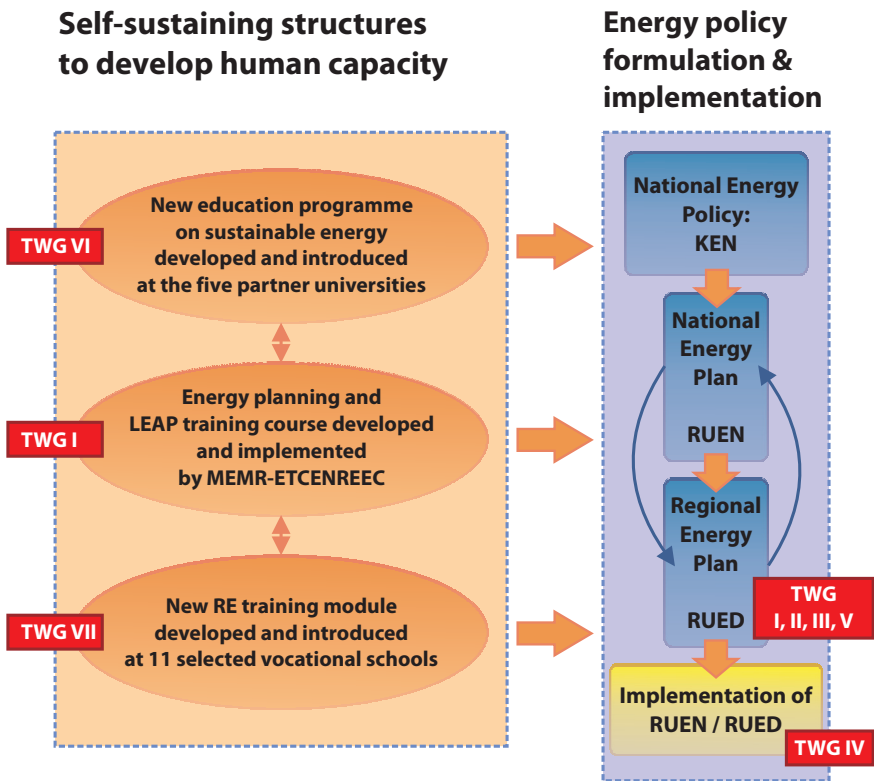 Self-sustaining structures
to develop human capacity
TWG VI
New education programme
on sustainable energy
developed and introduced
at the five partner universities
TWG I
Energy planning and
LEAP training course developed
and implemented
by MEMR-ETCENREEC
TWG VII
New RE training module
developed and introduced
at 11 selected vocational schools
Energy policy
formulation &
implementation
National Energy
Policy:
KEN
National
Energy
Plan
RUEN
Regional
Energy
Plan
RUED
TWG
I, II, III, V
Implementation of
RUEN / RUED
TWG IV